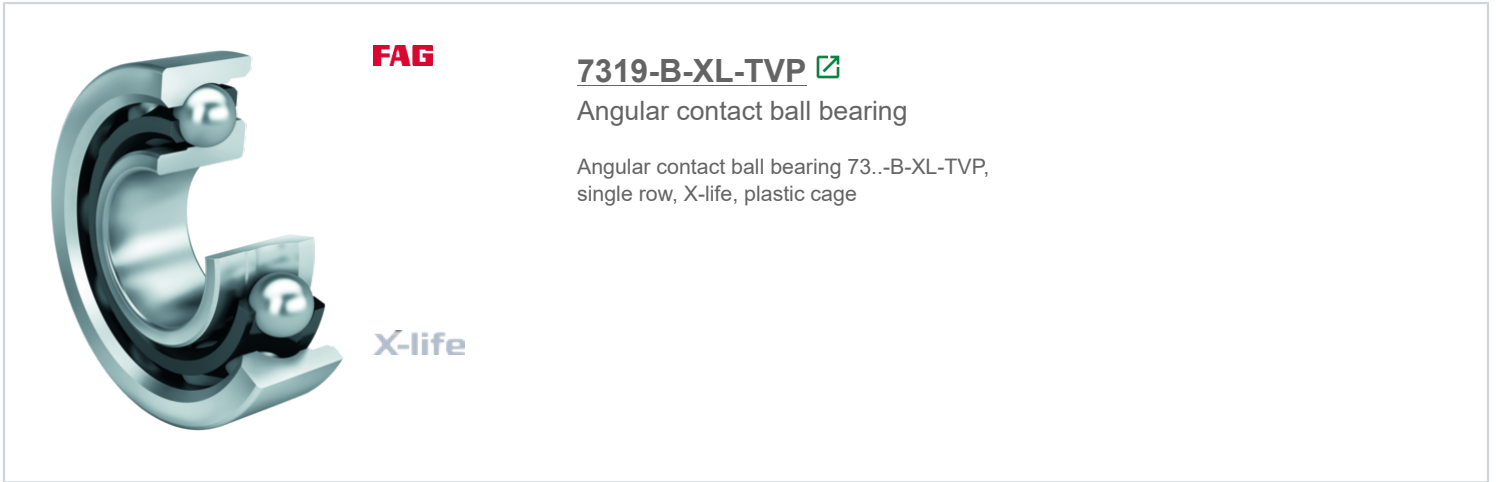 FAG
7319-B-XL-TVP
Angular contact ball bearing
Angular contact ball bearing 73..-B-XL-TVP,
single row, X-life, plastic cage
X-life